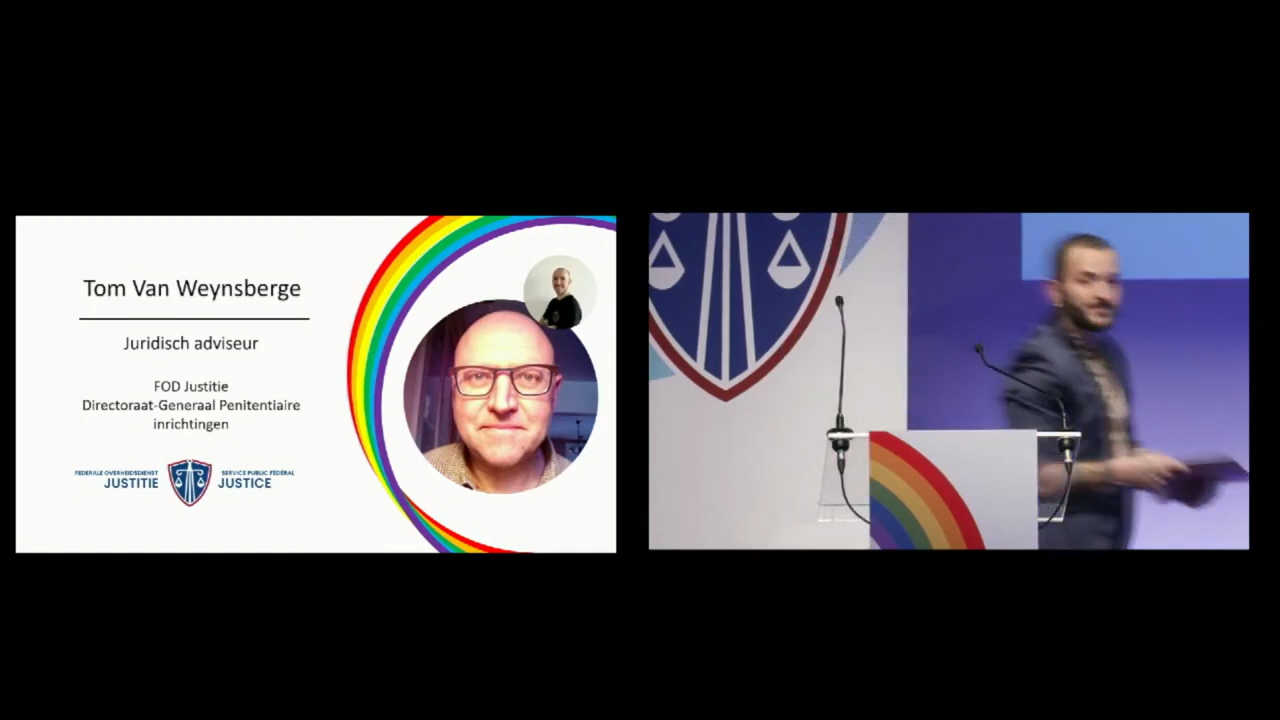 Tom Van Weynsberge
Juridisch adviseur
FOD Justitie
Directoraat-Generaal Penitentiaire
inrichtingen
FEDERALE OVERHEIDSDIENST
JUSTITIE
SERVICE PUBLIC FÉDÉRAL
JUSTICE